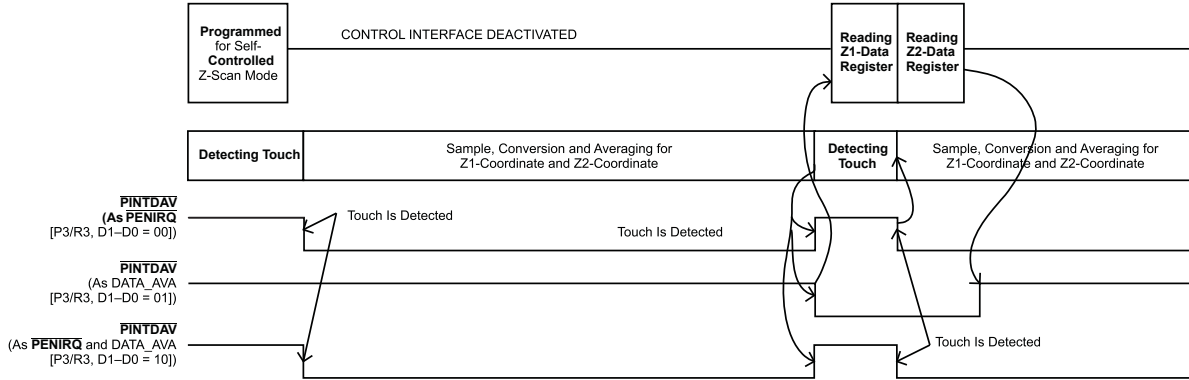 Programmed
for Self-
Controlled
Z-Scan Mode
CONTROL INTERFACE DEACTIVATED
Reading
Z1-Data
Register
Reading
Z2-Data
Register
Detecting Touch
Sample, Conversion and Averaging for
Z1-Coordinate and Z2-Coordinate
Detecting
Touch
Sample, Conversion and Averaging for
Z1-Coordinate and Z2-Coordinate
PINTDAV
(As PENIRQ
[P3/R3, D1–D0 = 00])
Touch Is Detected
Touch Is Detected
PINTDAV
(As DATA_AVA
[P3/R3, D1–D0 = 01])
PINTDAV
(As PENIRQ and DATA_AVA
[P3/R3, D1–D0 = 10])
Touch Is Detected